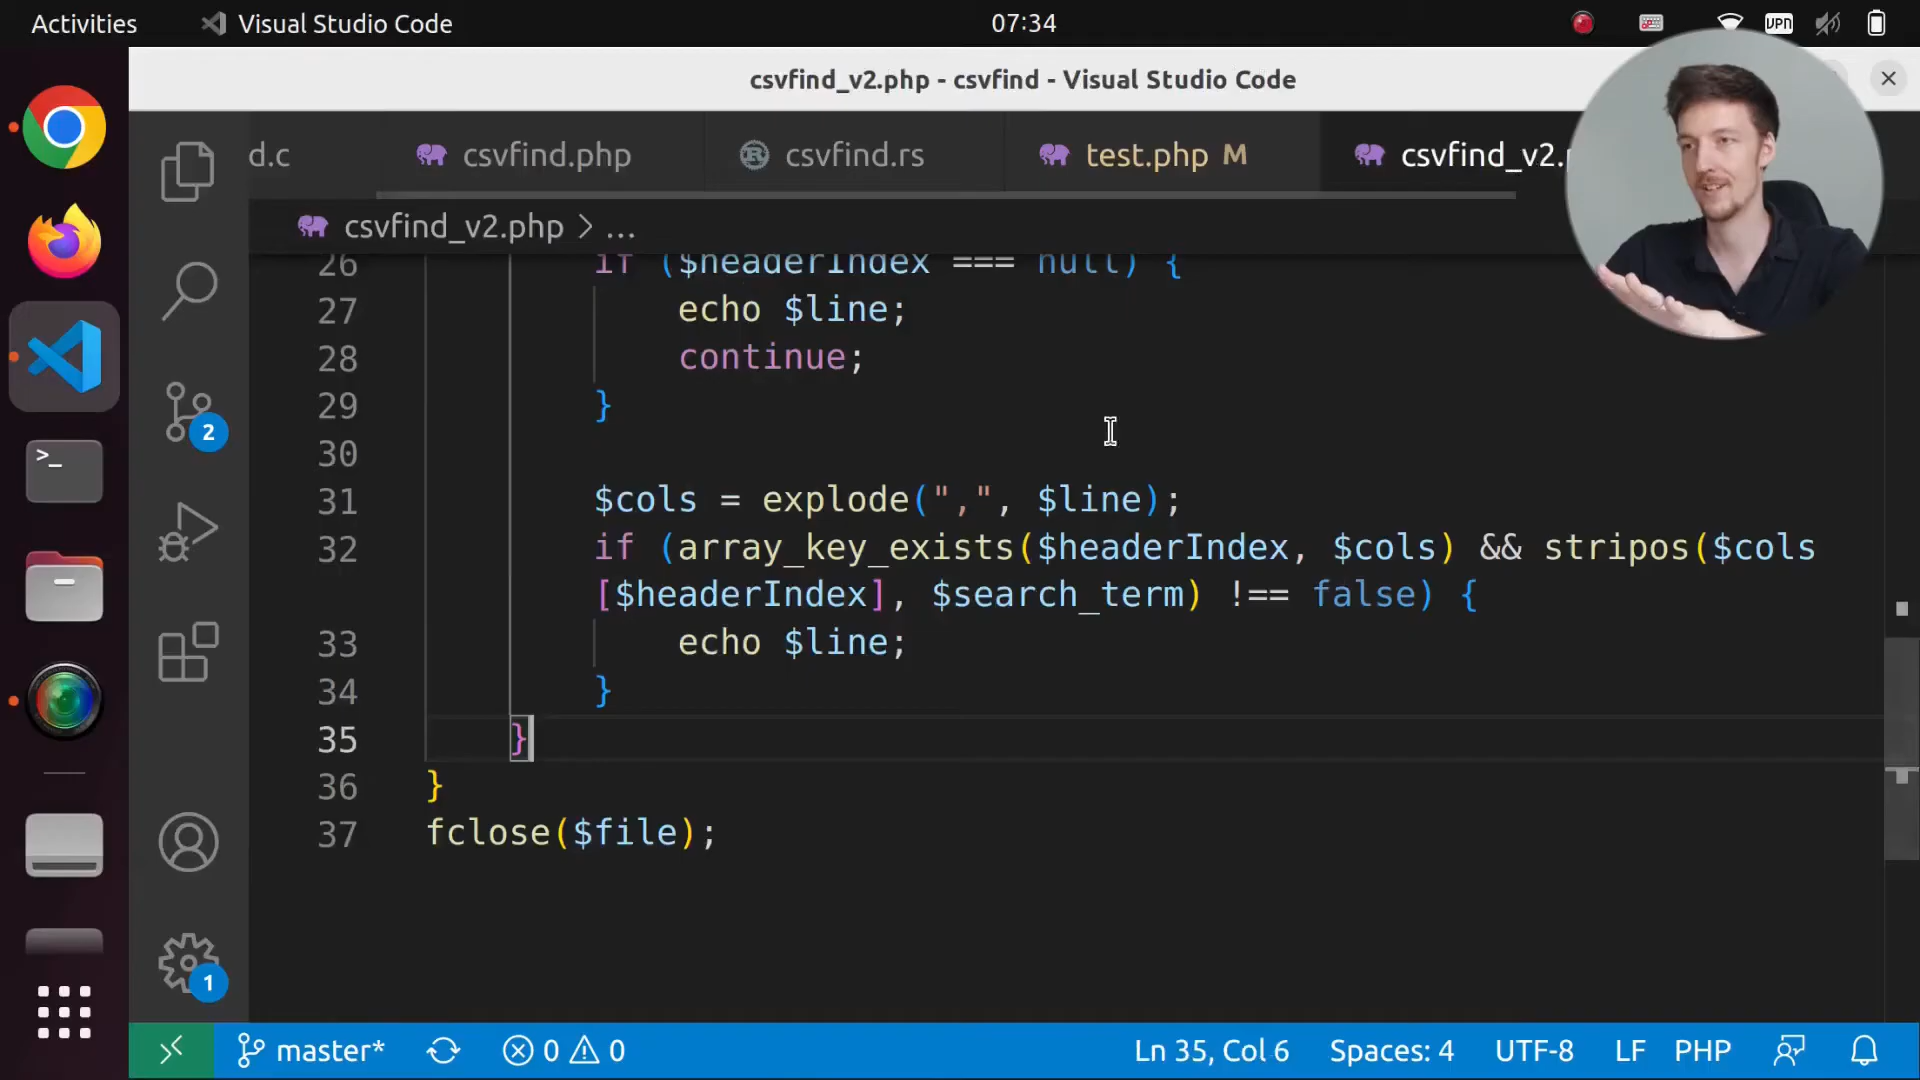 Activities
Visual Studio Code
07:34
VPN
csvfind_v2.php - csvfind - Visual Studio Code
d.c
csvfind.php
csvfind.rs
test.php M
csvfind_v2.
csvfind_v2.php > ...
26 if ($headerIndex === null) {
27 echo $line;
28 continue;
29 }
30
31 $cols = explode(",", $line);
32 if (array_key_exists($headerIndex, $cols) && stripos($cols
[$headerIndex], $search_term) !== false) {
33 echo $line;
34 }
35 }
36 }
37 fclose($file);
2
1
master*
0
0
Ln 35, Col 6
Spaces: 4
UTF-8
LF
PHP